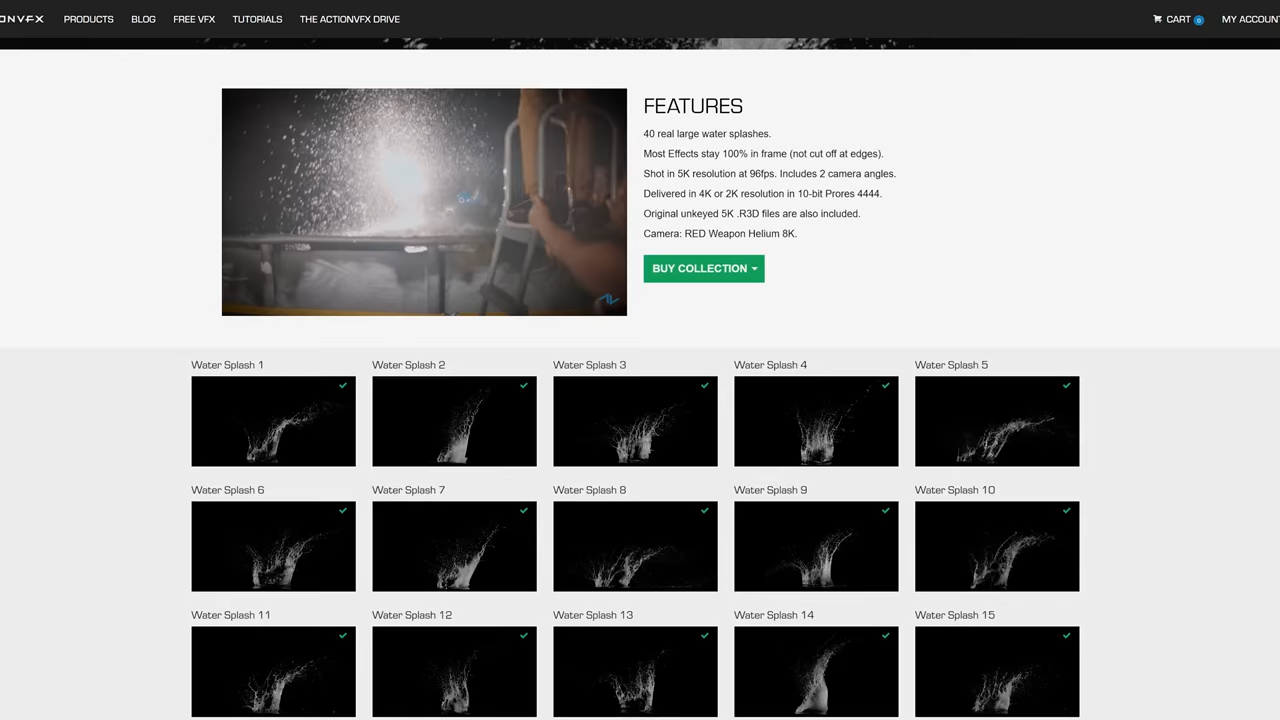 ONVFX PRODUCTS BLOG FREE VFX TUTORIALS THE ACTIONVFX DRIVE CART 0 MY ACCOUNT
FEATURES
40 real large water splashes.
Most Effects stay 100% in frame (not cut off at edges).
Shot in 5K resolution at 96fps. Includes 2 camera angles.
Delivered in 4K or 2K resolution in 10-bit Prores 4444.
Original unkeyed 5K .R3D files are also included.
Camera: RED Weapon Helium 8K.
BUY COLLECTION
Water Splash 1 Water Splash 2 Water Splash 3 Water Splash 4 Water Splash 5
Water Splash 6 Water Splash 7 Water Splash 8 Water Splash 9 Water Splash 10
Water Splash 11 Water Splash 12 Water Splash 13 Water Splash 14 Water Splash 15